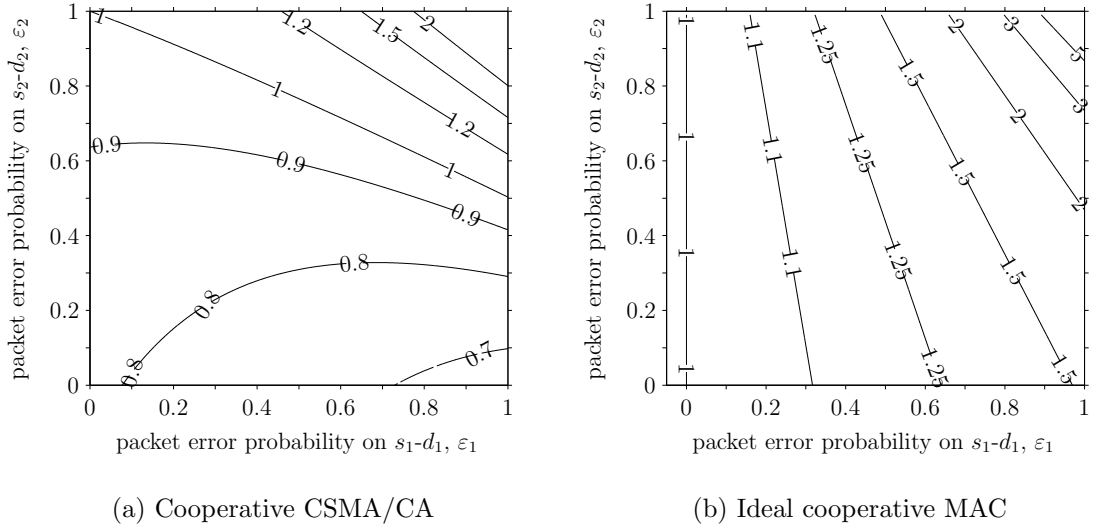 packet error probability on s2-d2, ε2
1
0.8
0.6
0.4
0.2
0
0 0.2 0.4 0.6 0.8 1
1 1.2 1.5 2
1 1.2
0.9 0.9 1
0.9
0.8
0.8
0.8 0.7
packet error probability on s1-d1, ε1
(a) Cooperative CSMA/CA
packet error probability on s2-d2, ε2
1
0.8
0.6
0.4
0.2
0
0 0.2 0.4 0.6 0.8 1
1 1.1 1.25 1.5 2 3 5
2 3
1 1.1 1.25 1.5
2
1 1.1 1.25 1.5
1 1.25 1.5
packet error probability on s1-d1, ε1
(b) Ideal cooperative MAC